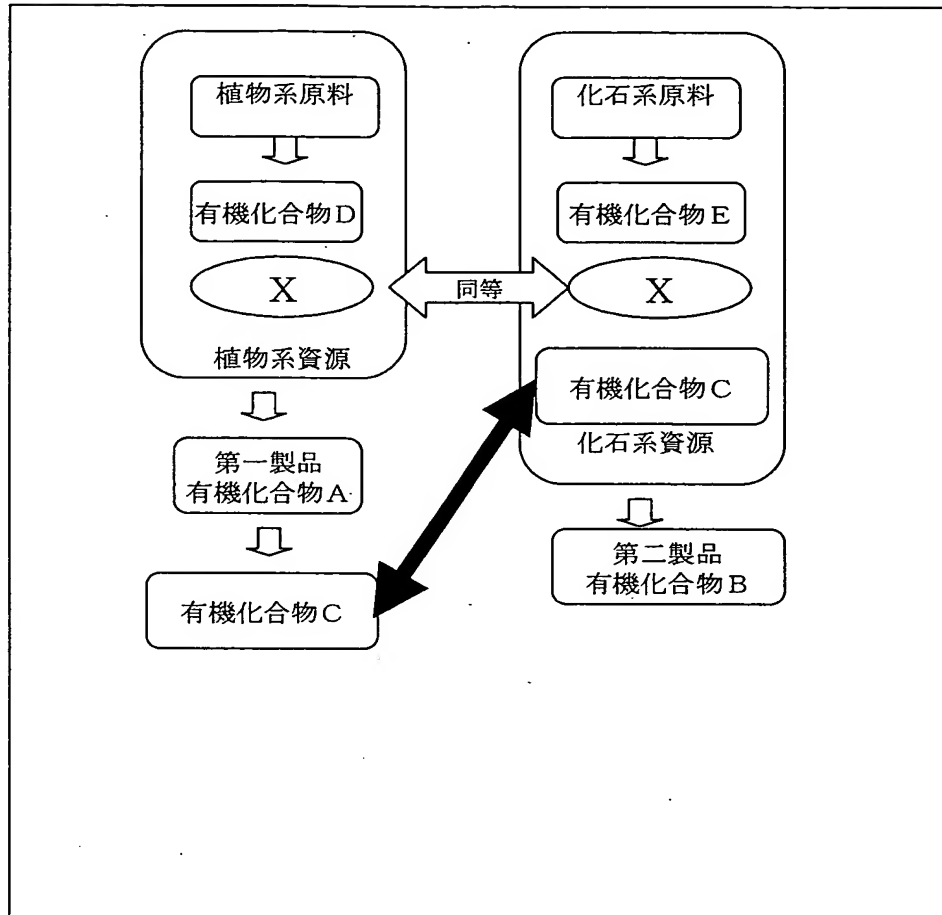 植物系原料
有機化合物D
X
植物系資源
第一製品
有機化合物A
有機化合物C
同等
化石系原料
有機化合物E
X
有機化合物C
化石系資源
第二製品
有機化合物B